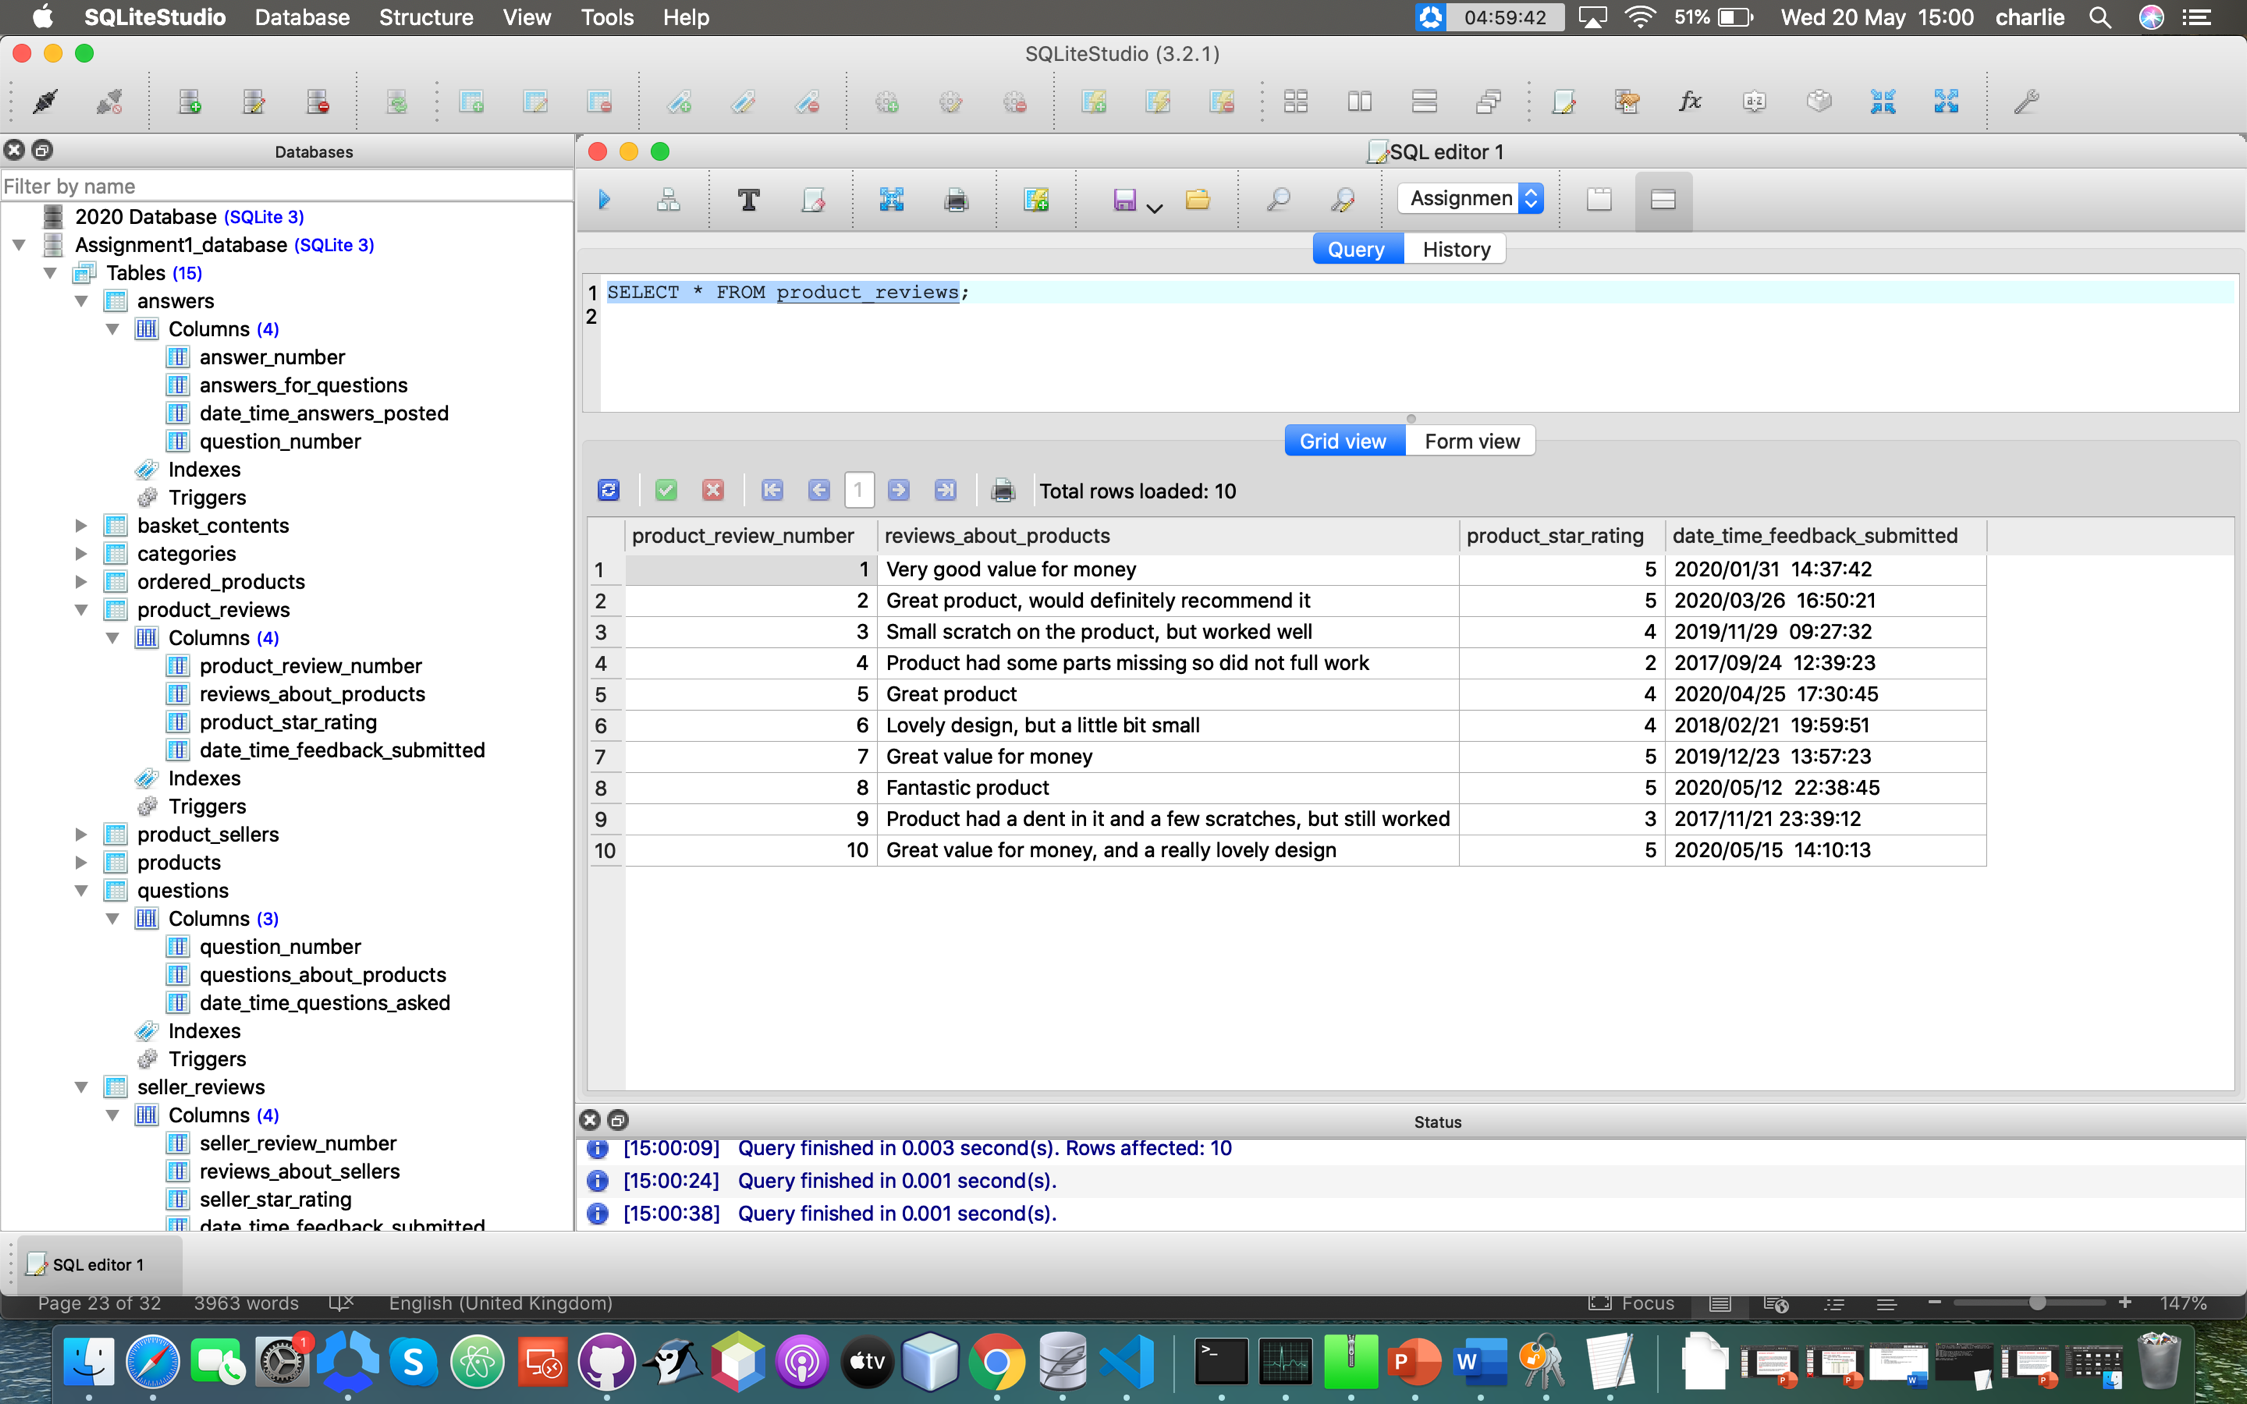 SQLiteStudio Database Structure View Tools Help 04:59:42 51% Wed 20 May 15:00 charlie
SQLiteStudio (3.2.1)
Databases
Filter by name
2020 Database (SQLite 3)
Assignment1_database (SQLite 3)
Tables (15)
answers
Columns (4)
answer_number
answers_for_questions
date_time_answers_posted
question_number
Indexes
Triggers
basket_contents
categories
ordered_products
product_reviews
Columns (4)
product_review_number
reviews_about_products
product_star_rating
date_time_feedback_submitted
Indexes
Triggers
product_sellers
products
questions
Columns (3)
question_number
questions_about_products
date_time_questions_asked
Indexes
Triggers
seller_reviews
Columns (4)
seller_review_number
reviews_about_sellers
seller_star_rating
date_time_feedback_submitted
SQL editor 1
Assignmen
Query History
1 SELECT * FROM product_reviews;
2
Grid view Form view
1 Total rows loaded: 10
product_review_number reviews_about_products product_star_rating date_time_feedback_submitted
1 1 Very good value for money 5 2020/01/31 14:37:42
2 2 Great product, would definitely recommend it 5 2020/03/26 16:50:21
3 3 Small scratch on the product, but worked well 4 2019/11/29 09:27:32
4 4 Product had some parts missing so did not full work 2 2017/09/24 12:39:23
5 5 Great product 4 2020/04/25 17:30:45
6 6 Lovely design, but a little bit small 4 2018/02/21 19:59:51
7 7 Great value for money 5 2019/12/23 13:57:23
8 8 Fantastic product 5 2020/05/12 22:38:45
9 9 Product had a dent in it and a few scratches, but still worked 3 2017/11/21 23:39:12
10 10 Great value for money, and a really lovely design 5 2020/05/15 14:10:13
Status
[15:00:09] Query finished in 0.003 second(s). Rows affected: 10
[15:00:24] Query finished in 0.001 second(s).
[15:00:38] Query finished in 0.001 second(s).
SQL editor 1
Page 23 of 32 3963 words English (United Kingdom) Focus 147%
1
tv